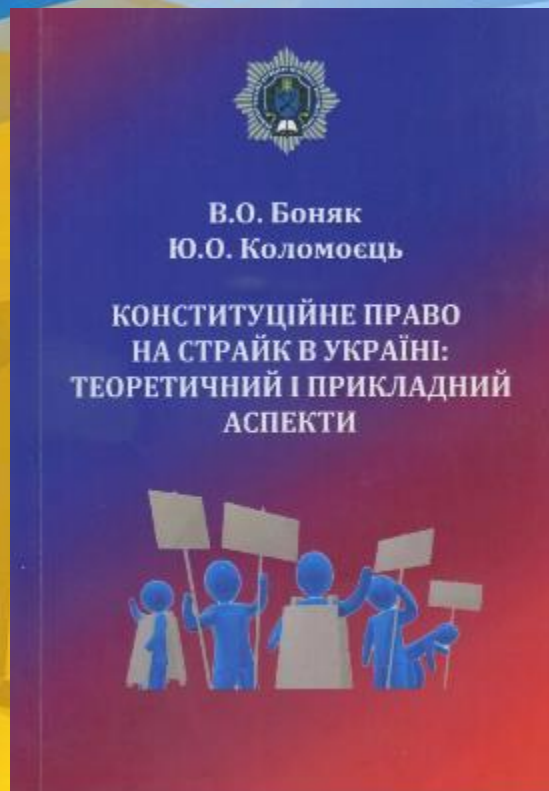 В.О. Боняк
Ю.О. Коломоєць
КОНСТИТУЦІЙНЕ ПРАВО
НА СТРАЙК В УКРАЇНІ:
ТЕОРЕТИЧНИЙ І ПРИКЛАДНИЙ
АСПЕКТИ